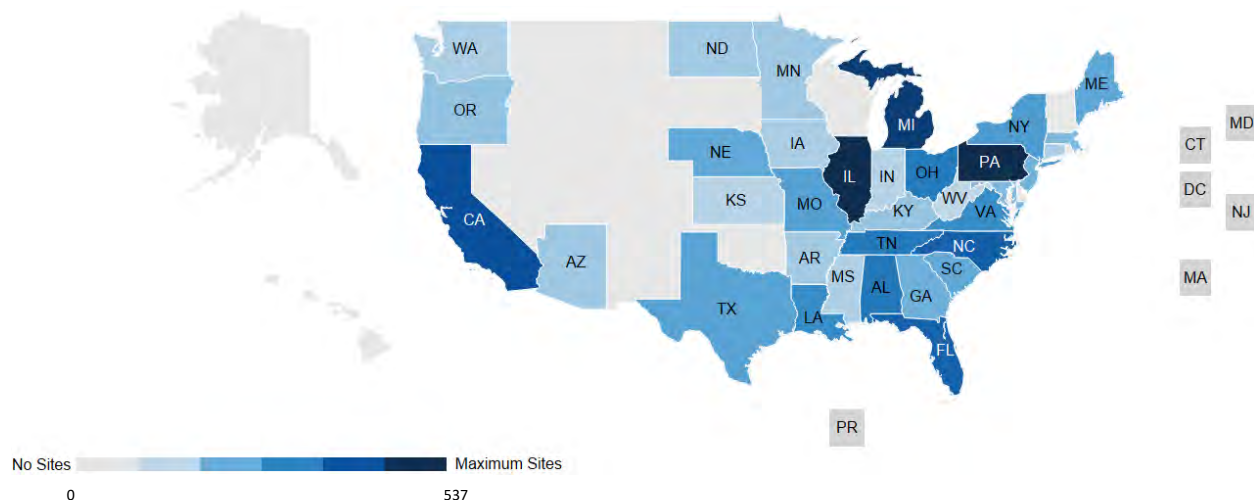 WA
ND
MN
ME
OR
NY
MD
MI
CT
NE
IA
PA
IL
IN
OH
DC
KS
MO
WV
KY
VA
NJ
CA
TN
NC
AZ
AR
SC
MS
AL
GA
MA
TX
LA
FL
PR
No Sites
Maximum Sites
0
537